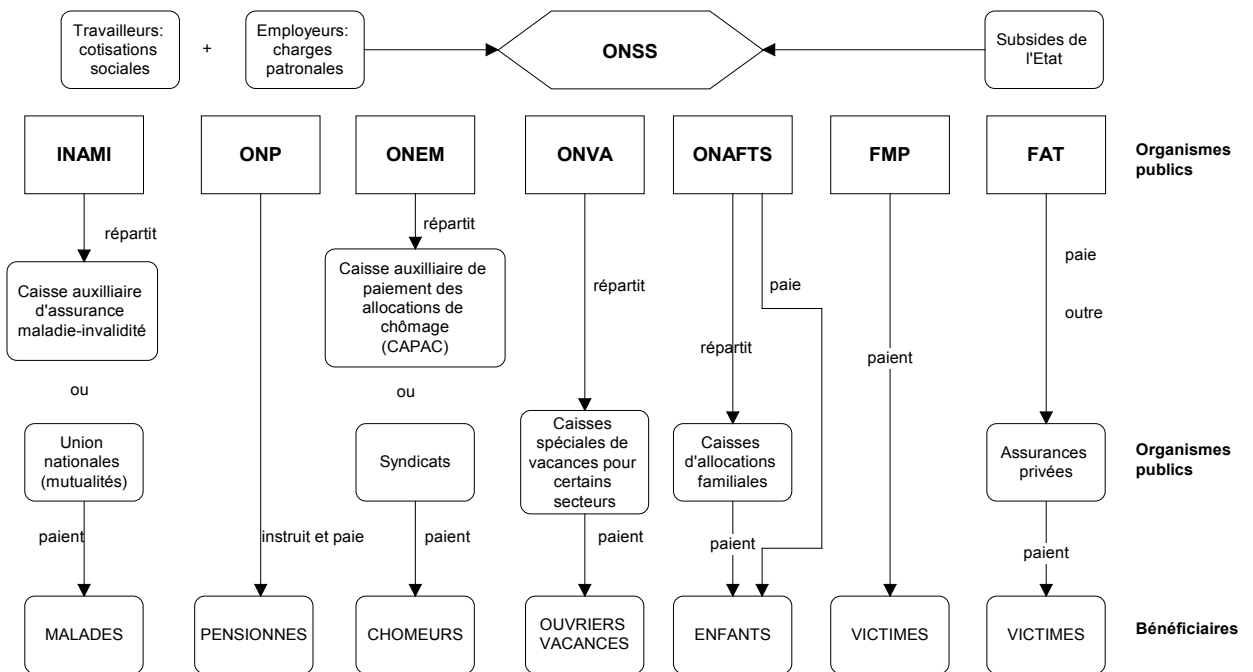 Travailleurs:
cotisations
sociales
+
Employeurs:
charges
patronales
ONSS
Subsides de
l'Etat
INAMI
ONP
ONEM
ONVA
ONAFTS
FMP
FAT
Organismes
publics
répartit
répartit
Caisse auxilliaire
d'assurance
maladie-invalidité
Caisse auxilliaire de
paiement des
allocations de
chômage
(CAPAC)
répartit
paie
paie
outre
répartit
paient
ou
ou
Union
nationales
(mutualités)
Syndicats
Caisses
spéciales de
vacances pour
certains
secteurs
Caisses
d'allocations
familiales
Assurances
privées
Organismes
publics
paient
instruit et paie
paient
paient
paient
paient
MALADES
PENSIONNES
CHOMEURS
OUVRIERS
VACANCES
ENFANTS
VICTIMES
VICTIMES
Bénéficiaires